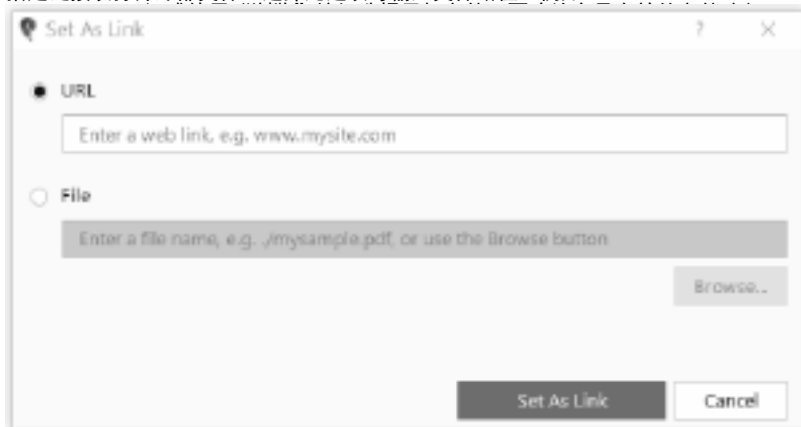 Set As Link
?
URL
Enter a web link, e.g. www.mysite.com
File
Enter a file name, e.g. ./mysample.pdf, or use the Browse button
Browse...
Set As Link
Cancel